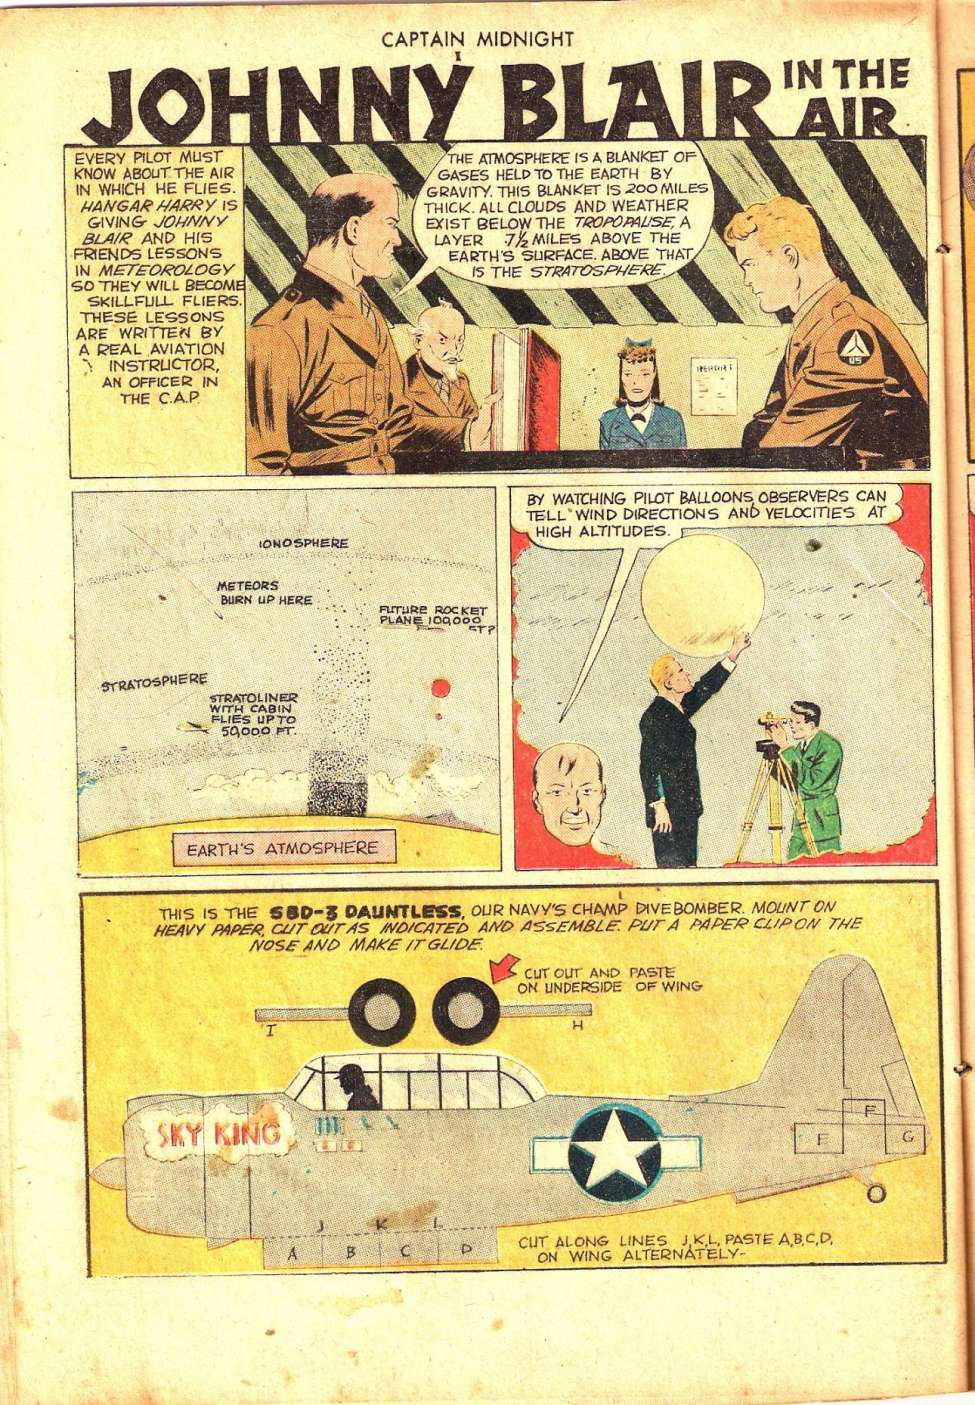 CAPTAIN MIDNIGHT
JOHNNY BLAIR IN THE
AIR
EVERY PILOT MUST
KNOW ABOUT THE AIR
IN WHICH HE FLIES.
HANGAR HARRY IS
GIVING JOHNNY
BLAIR AND HIS
FRIENDS LESSONS
IN METEOROLOGY
SO THEY WILL BECOME
SKILLFULL FLIERS.
THESE LESSONS
ARE WRITTEN BY
A REAL AVIATION
INSTRUCTOR,
AN OFFICER IN
THE C.A.P.
THE ATMOSPHERE IS A BLANKET OF
GASES HELD TO THE EARTH BY
GRAVITY. THIS BLANKET IS 200 MILES
THICK. ALL CLOUDS AND WEATHER
EXIST BELOW THE TROPOPAUSE, A
LAYER 7½ MILES ABOVE THE
EARTH'S SURFACE. ABOVE THAT
IS THE STRATOSPHERE.
US
IONOSPHERE
METEORS
BURN UP HERE
FUTURE ROCKET
PLANE 100,000
FT?
STRATOSPHERE
STRATOLINER
WITH CABIN
FLIES UP TO
50,000 FT.
EARTH'S ATMOSPHERE
BY WATCHING PILOT BALLOONS, OBSERVERS CAN
TELL WIND DIRECTIONS AND VELOCITIES AT
HIGH ALTITUDES.
THIS IS THE SBD-3 DAUNTLESS, OUR NAVY'S CHAMP DIVEBOMBER. MOUNT ON
HEAVY PAPER, CUT OUT AS INDICATED AND ASSEMBLE. PUT A PAPER CLIP ON THE
NOSE AND MAKE IT GLIDE.
CUT OUT AND PASTE
ON UNDERSIDE OF WING
I H
SKY KING
F
E G
J K L
A B C D
CUT ALONG LINES J,K,L, PASTE A,B,C,D,
ON WING ALTERNATELY-